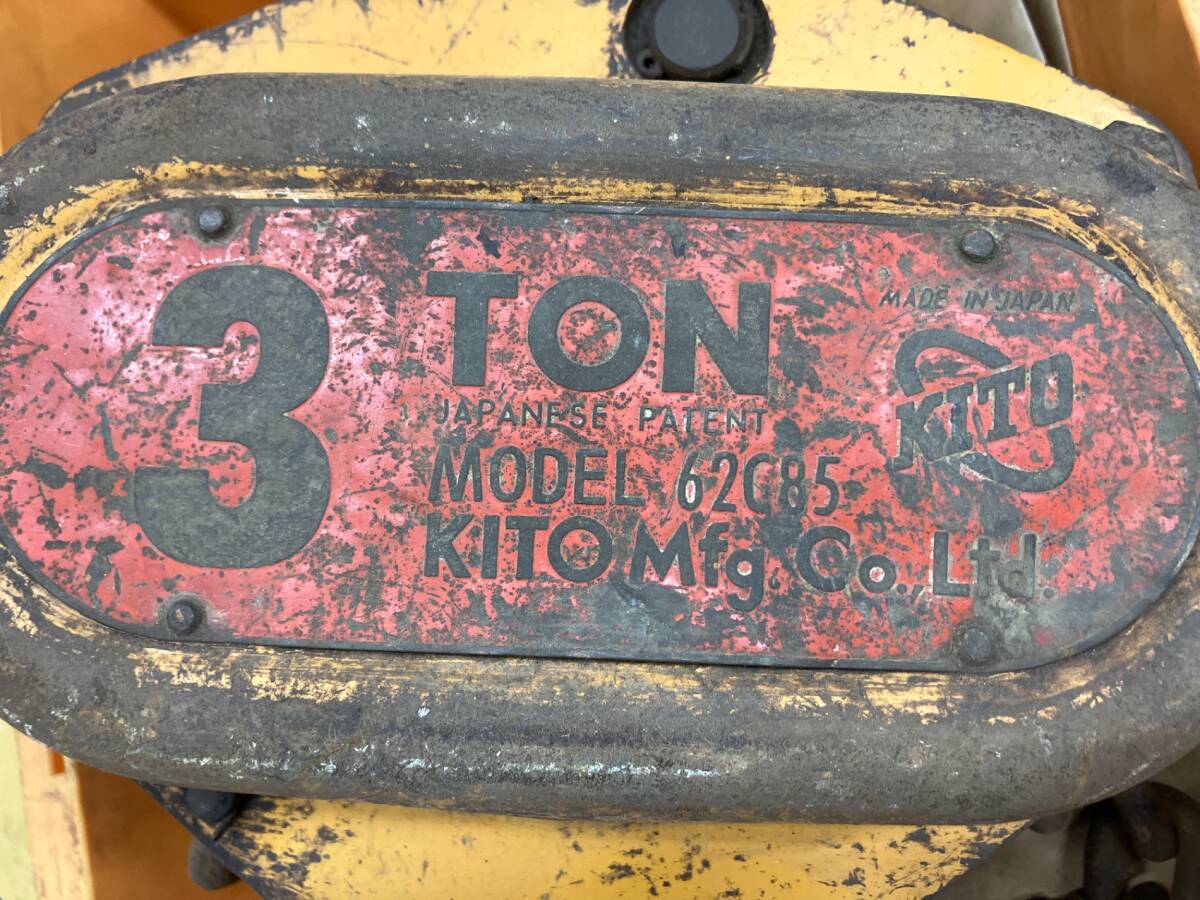 3 TON
JAPANESE PATENT
MODEL 62C85
KITO Mfg. Co., Ltd.
MADE IN JAPAN
KITO